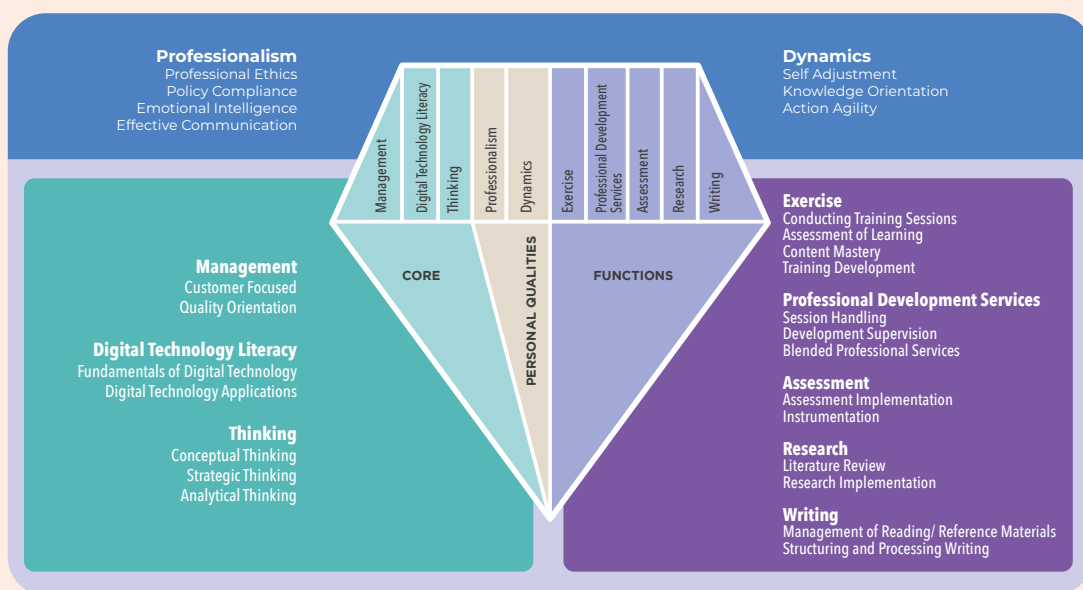 Professionalism
Professional Ethics
Policy Compliance
Emotional Intelligence
Effective Communication
Dynamics
Self Adjustment
Knowledge Orientation
Action Agility
Management
Digital Technology Literacy
Thinking
Professionalism
Dynamics
Exercise
Professional Development
Services
Assessment
Research
Writing
CORE
PERSONAL QUALITIES
FUNCTIONS
Management
Customer Focused
Quality Orientation
Digital Technology Literacy
Fundamentals of Digital Technology
Digital Technology Applications
Thinking
Conceptual Thinking
Strategic Thinking
Analytical Thinking
Exercise
Conducting Training Sessions
Assessment of Learning
Content Mastery
Training Development
Professional Development Services
Session Handling
Development Supervision
Blended Professional Services
Assessment
Assessment Implementation
Instrumentation
Research
Literature Review
Research Implementation
Writing
Management of Reading/ Reference Materials
Structuring and Processing Writing